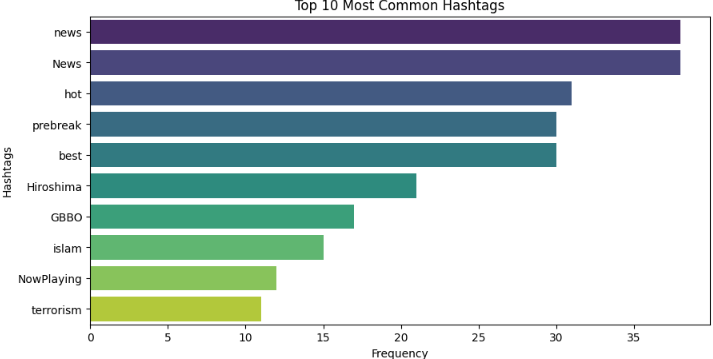 Top 10 Most Common Hashtags
Hashtags
news
News
hot
prebreak
best
Hiroshima
GBBO
islam
NowPlaying
terrorism
0 5 10 15 20 25 30 35
Frequency